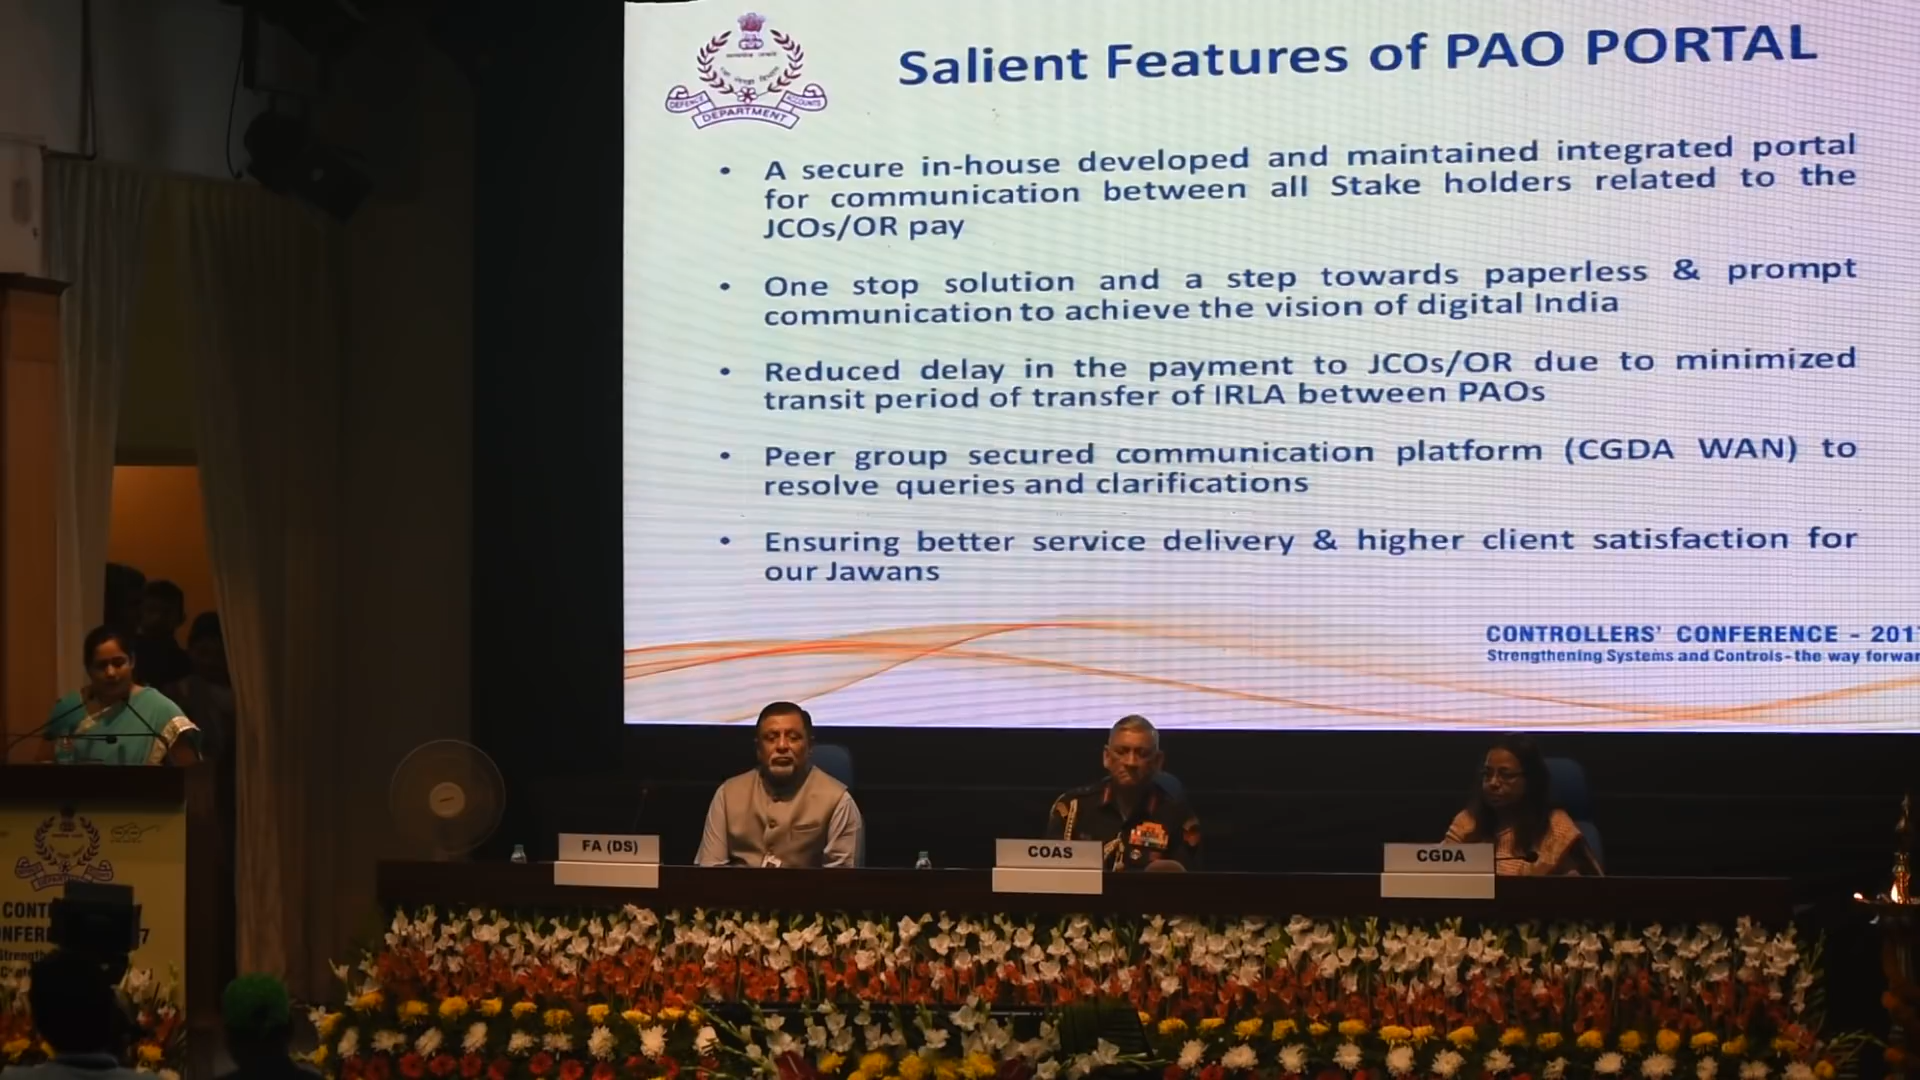 Salient Features of PAO PORTAL
DEFENCE ACCOUNTS
DEPARTMENT
• A secure in-house developed and maintained integrated portal
for communication between all Stake holders related to the
JCOs/OR pay
• One stop solution and a step towards paperless & prompt
communication to achieve the vision of digital India
• Reduced delay in the payment to JCOs/OR due to minimized
transit period of transfer of IRLA between PAOs
• Peer group secured communication platform (CGDA WAN) to
resolve queries and clarifications
• Ensuring better service delivery & higher client satisfaction for
our Jawans
CONTROLLERS' CONFERENCE - 201
Strengthening Systems and Controls-the way forwar
FA (DS)
COAS
CGDA
CONT
NFER 7